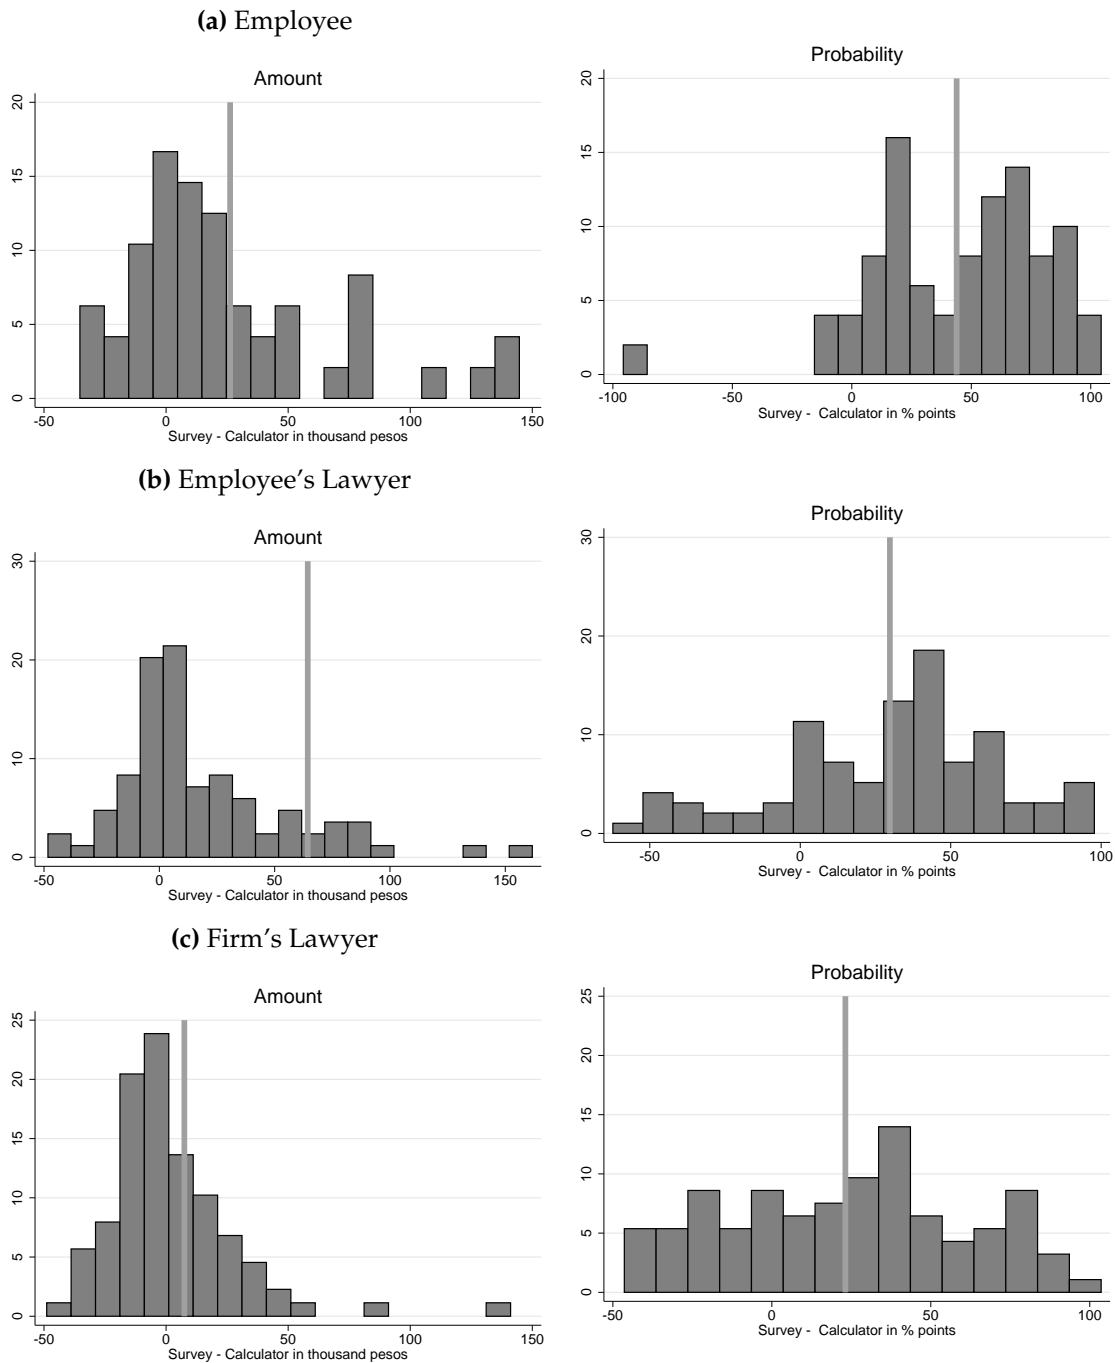 (a) Employee
Amount
20
15
10
5
0
-50 0 50 100 150
Survey - Calculator in thousand pesos
Probability
20
15
10
5
0
-100 -50 0 50 100
Survey - Calculator in % points
(b) Employee's Lawyer
Amount
30
20
10
0
-50 0 50 100 150
Survey - Calculator in thousand pesos
Probability
30
20
10
0
-50 0 50 100
Survey - Calculator in % points
(c) Firm's Lawyer
Amount
25
20
15
10
5
0
-50 0 50 100 150
Survey - Calculator in thousand pesos
Probability
25
20
15
10
5
0
-50 0 50 100
Survey - Calculator in % points